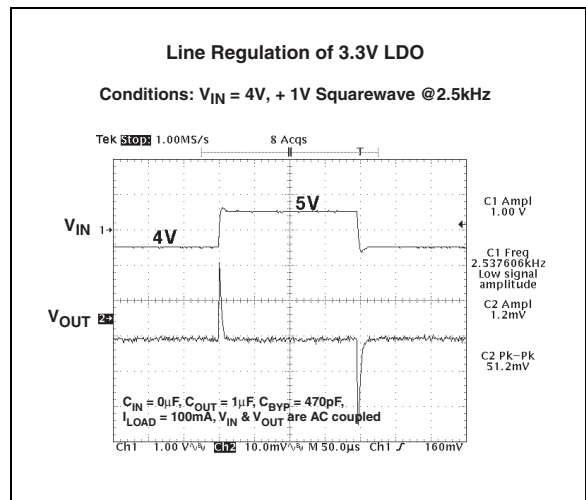 Line Regulation of 3.3V LDO
Conditions: VIN = 4V, + 1V Squarewave @2.5kHz
Tek Stop: 1.00MS/s 8 Acqs
T
5V
C1 Ampl
1.00 V
VIN 1→
4V
C1 Freq
2.537606kHz
Low signal
amplitude
VOUT 2→
C2 Ampl
1.2mV
C2 Pk–Pk
51.2mV
CIN = 0μF, COUT = 1μF, CBYP = 470pF,
ILOAD = 100mA, VIN & VOUT are AC coupled
Ch1 1.00 V∿BW Ch2 10.0mV∿BW M 50.0μs Ch1 ∫ 160mV